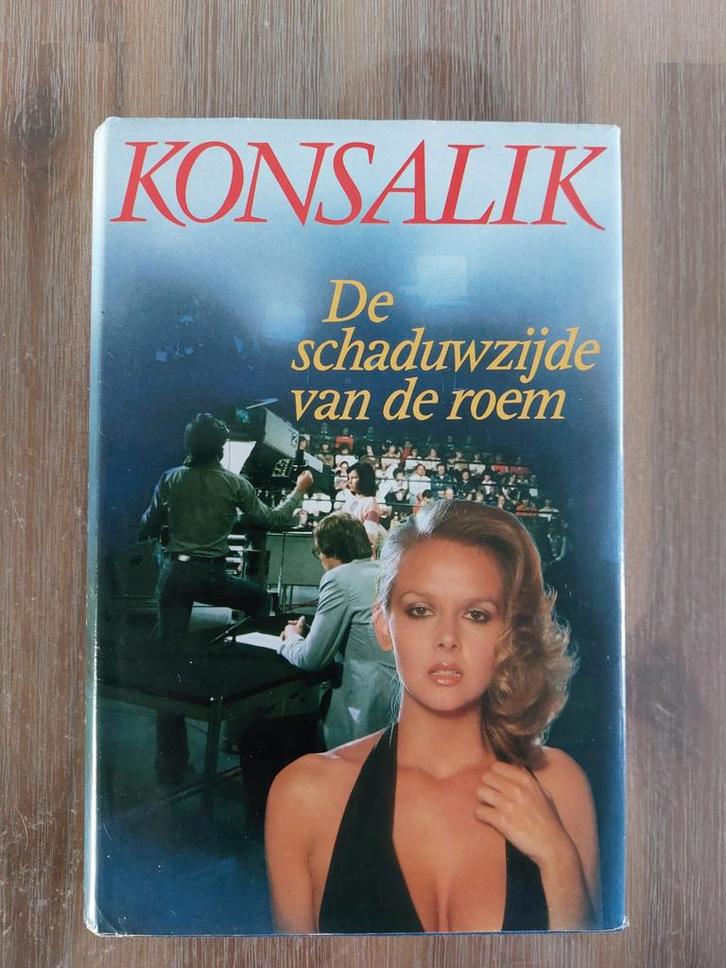 KONSALIK
De
schaduwzijde
van de roem